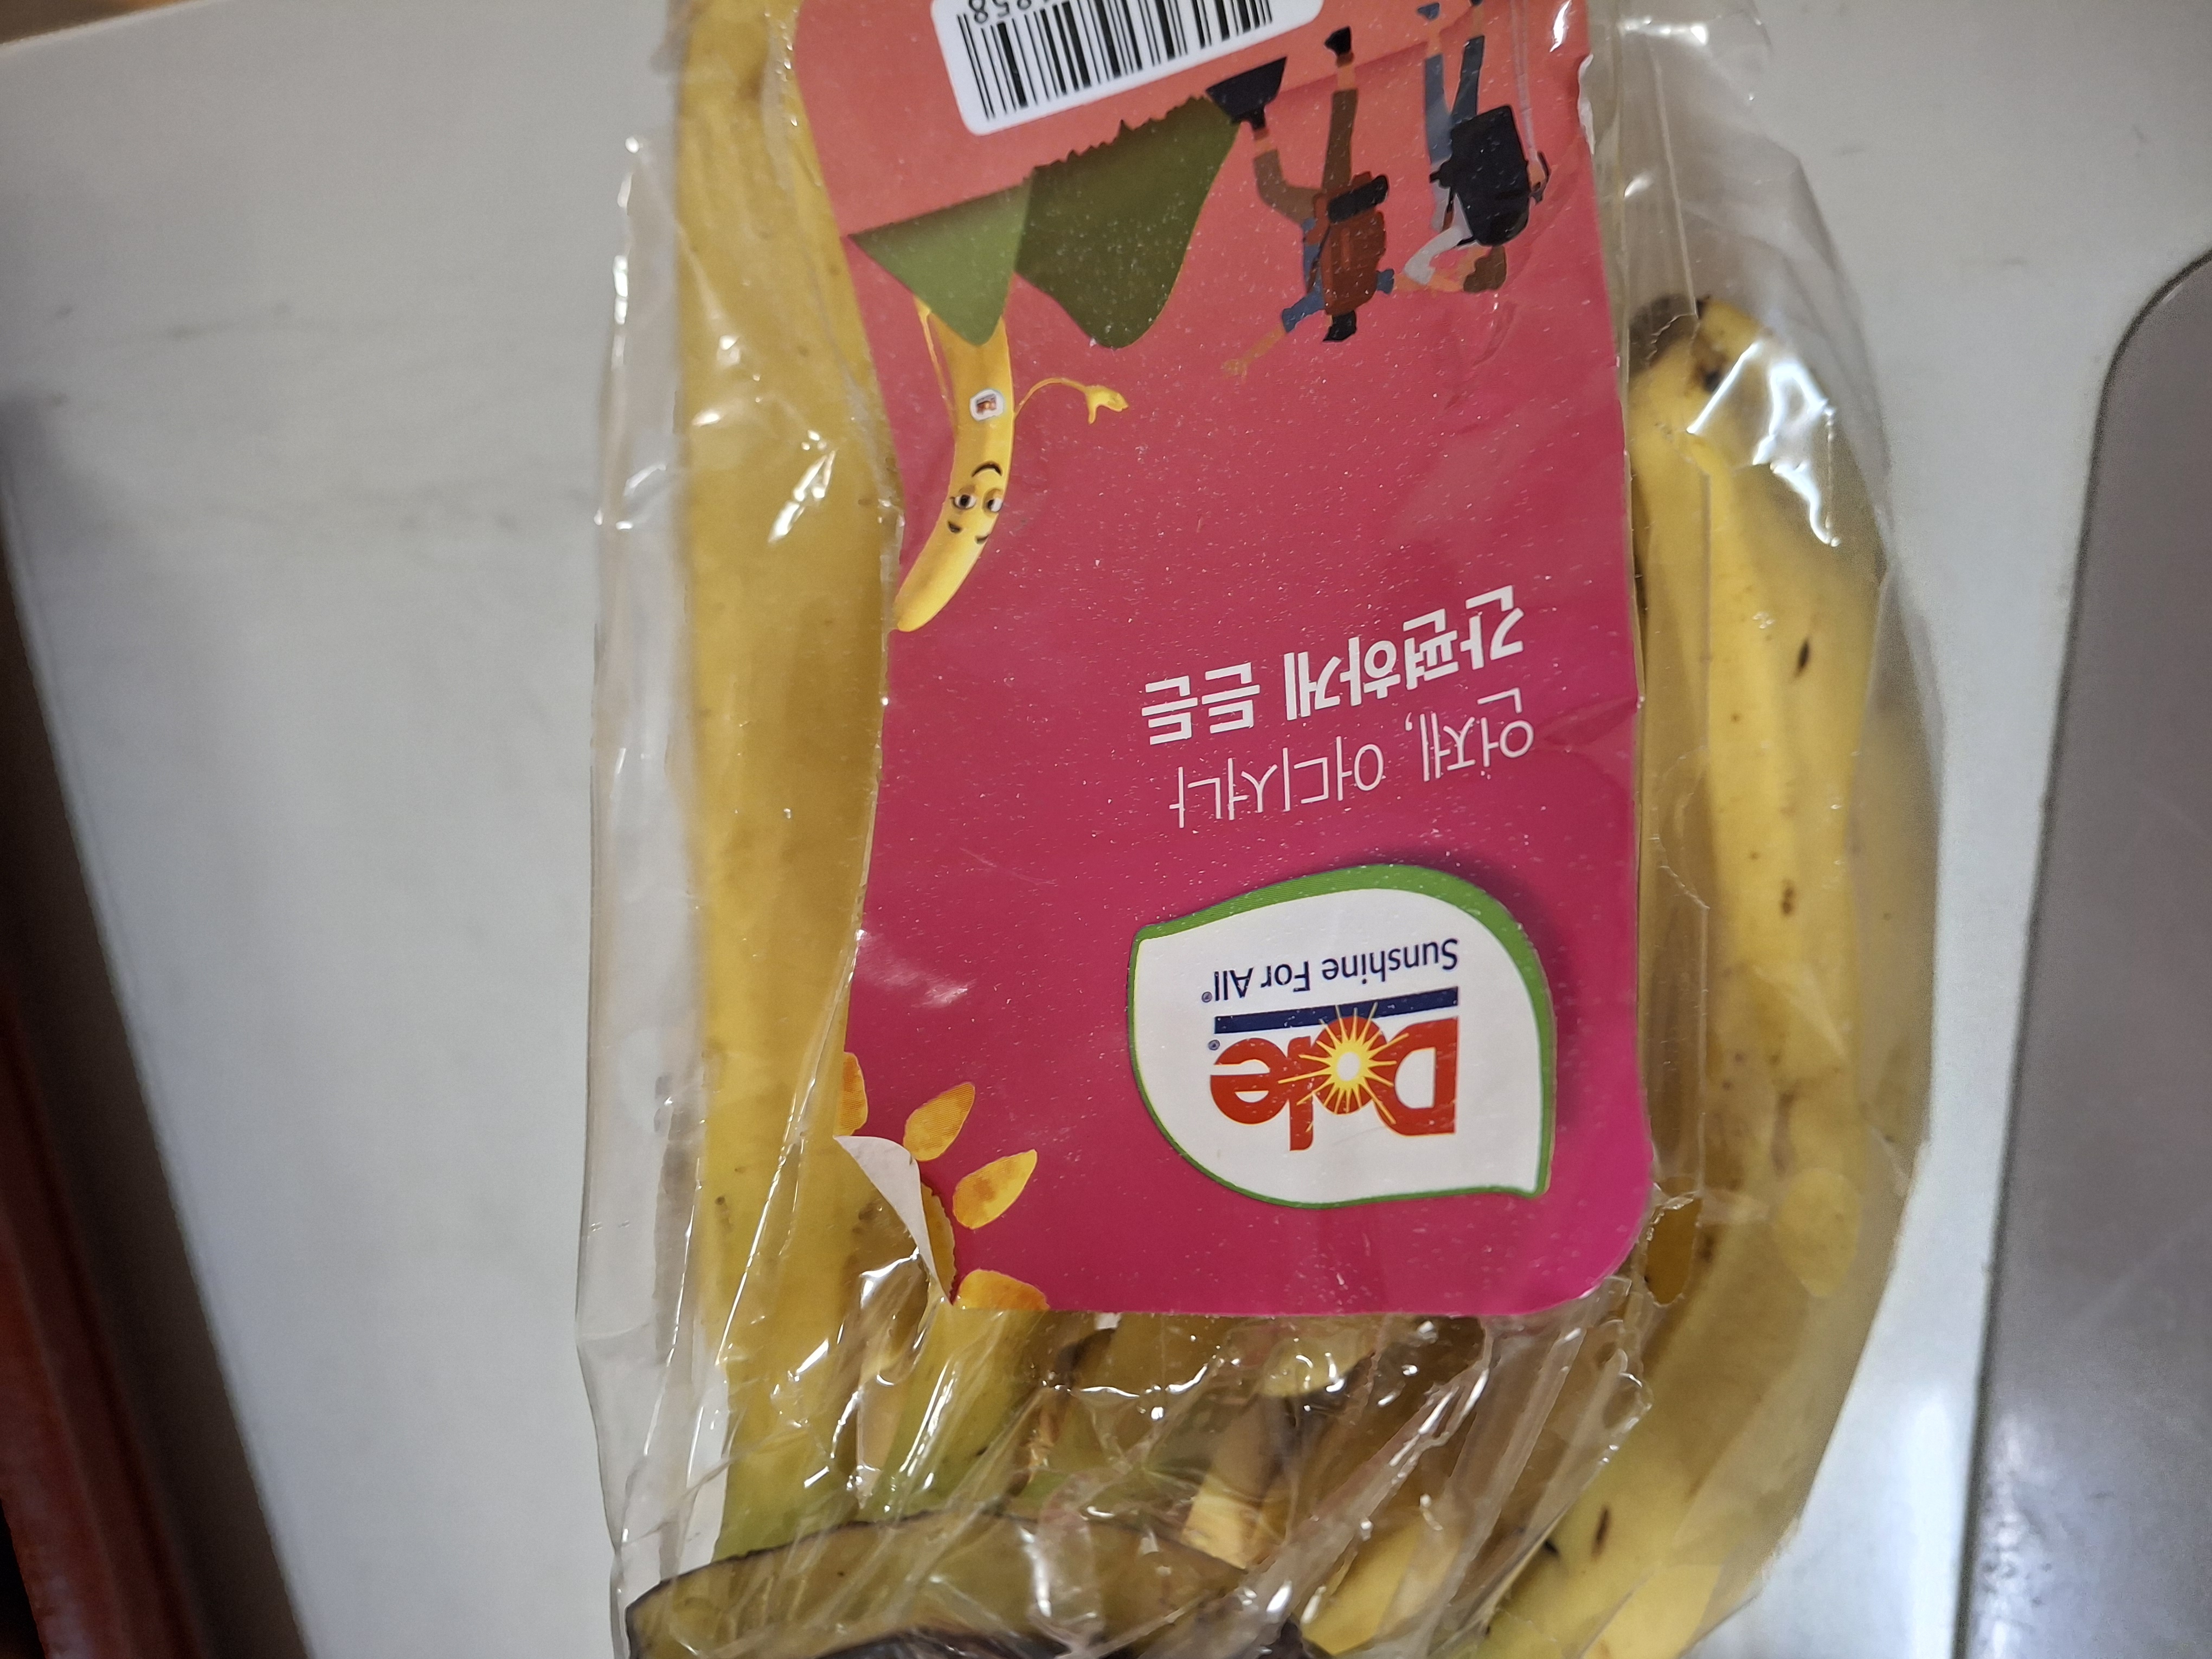 Dole®
Sunshine For All®
언제, 어디서나
간편하게 든든